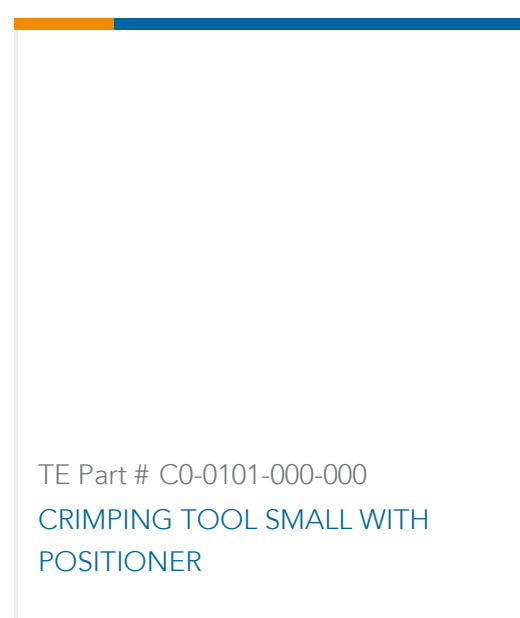 TE Part # C0-0101-000-000
CRIMPING TOOL SMALL WITH
POSITIONER